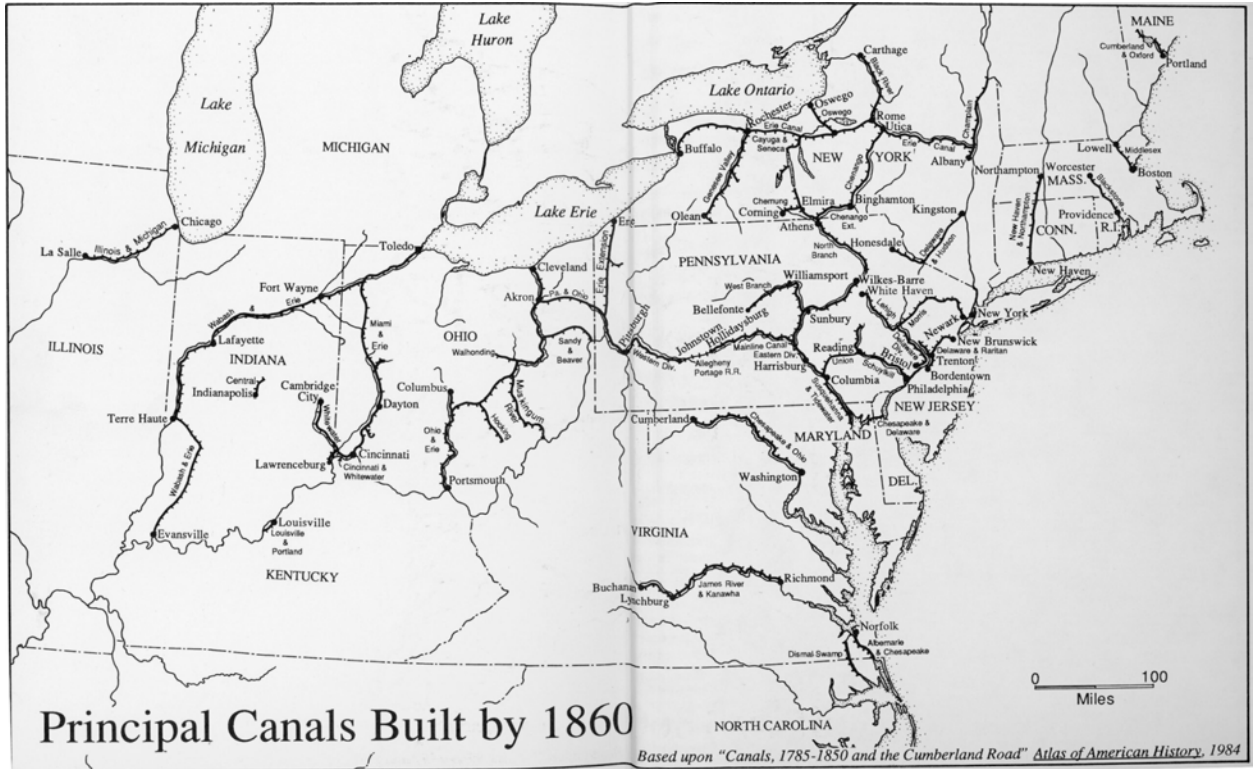 Lake
Huron
MAINE
Cumberland
& Oxford
Portland
Carthage
Black River
Lake
Michigan
MICHIGAN
Lake Ontario
Oswego
Oswego
Rochester
Erie Canal
Rome
Utica
Erie
Canal
Champlain
Albany
Buffalo
Cayuga &
Seneca
NEW
YORK
Genesee Valley
Chenango
Lowell
Middlesex
Boston
Northampton
Worcester
MASS.
Blackstone
Providence
R.I.
CONN.
New Haven
& Northampton
New Haven
Lake Erie
Ere
Olean
Chemung
Corning
Elmira
Binghamton
Athens
Chenango
Ext.
Kingston
Delaware
& Hudson
Honesdale
North
Branch
Chicago
La Salle
Illinois & Michigan
Toledo
Cleveland
Erie Extension
PENNSYLVANIA
Williamsport
West Branch
Bellefonte
Wilkes-Barre
White Haven
Fort Wayne
Wabash & Erie
Akron
Pa. & Ohio
Pittsburgh
Johnstown
Hollidaysburg
Sunbury
Lehigh
Morris
Newark
New York
New Brunswick
Delaware & Raritan
Delaware
Div.
Trenton
Bordentown
Bristol
Philadelphia
Reading
Union
Schuylkill
Mainline Canal
Eastern Div.
Western Div.
Allegheny
Portage R.R.
Harrisburg
Columbia
Susquehanna
& Tidewater
ILLINOIS
Lafayette
INDIANA
Central
Indianapolis
Cambridge
City
Whitewater
Miami &
Erie
OHIO
Walhonding
Sandy
&
Beaver
Columbus
Muskingum
River
Hocking
Dayton
Terre Haute
Wabash & Erie
Lawrenceburg
Cincinnati
Cincinnati &
Whitewater
Ohio
&
Erie
Portsmouth
Cumberland
Chesapeake & Ohio
MARYLAND
NEW JERSEY
Chesapeake &
Delaware
Washington
DEL.
Evansville
Louisville
Louisville
&
Portland
KENTUCKY
VIRGINIA
Buchann
Lynchburg
James River
& Kanawha
Richmond
Norfolk
Dismal Swamp
Albemarle
& Chesapeake
NORTH CAROLINA
0 100
Miles
Principal Canals Built by 1860
Based upon "Canals, 1785-1850 and the Cumberland Road" Atlas of American History, 1984